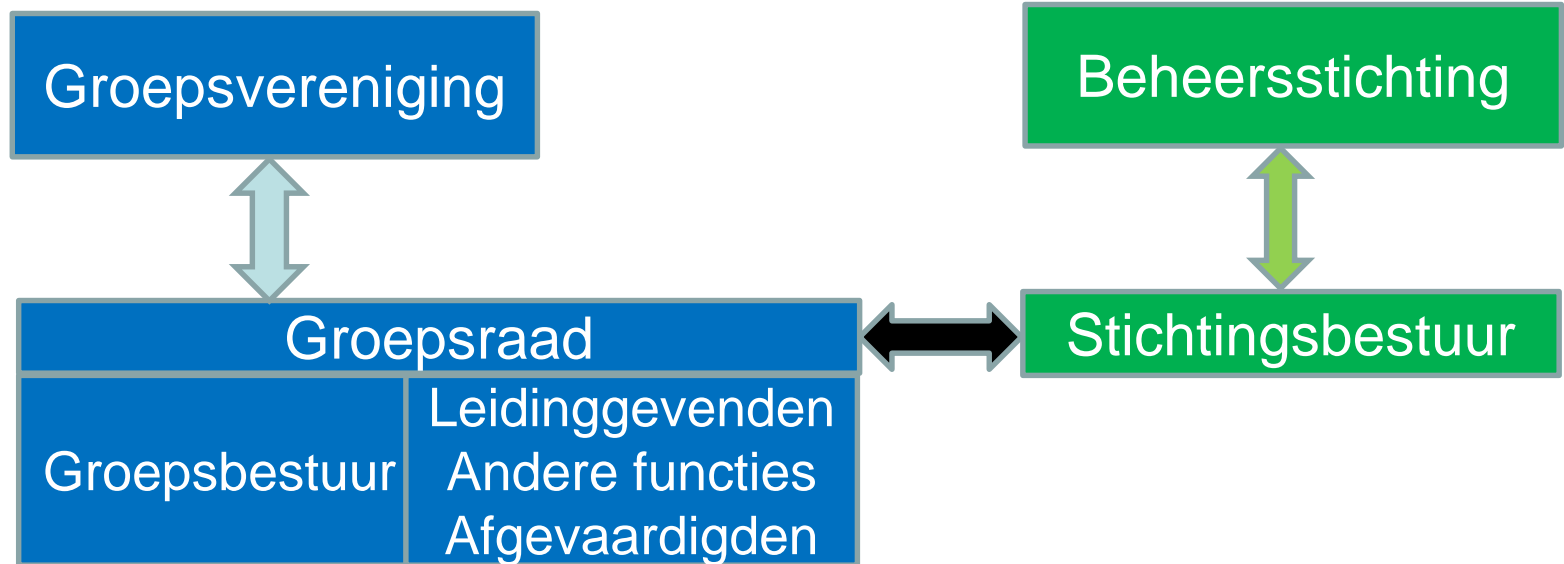 Groepsvereniging
Beheersstichting
Groepsraad
Stichtingsbestuur
Groepsbestuur
Leidinggevenden
Andere functies
Afgevaardigden